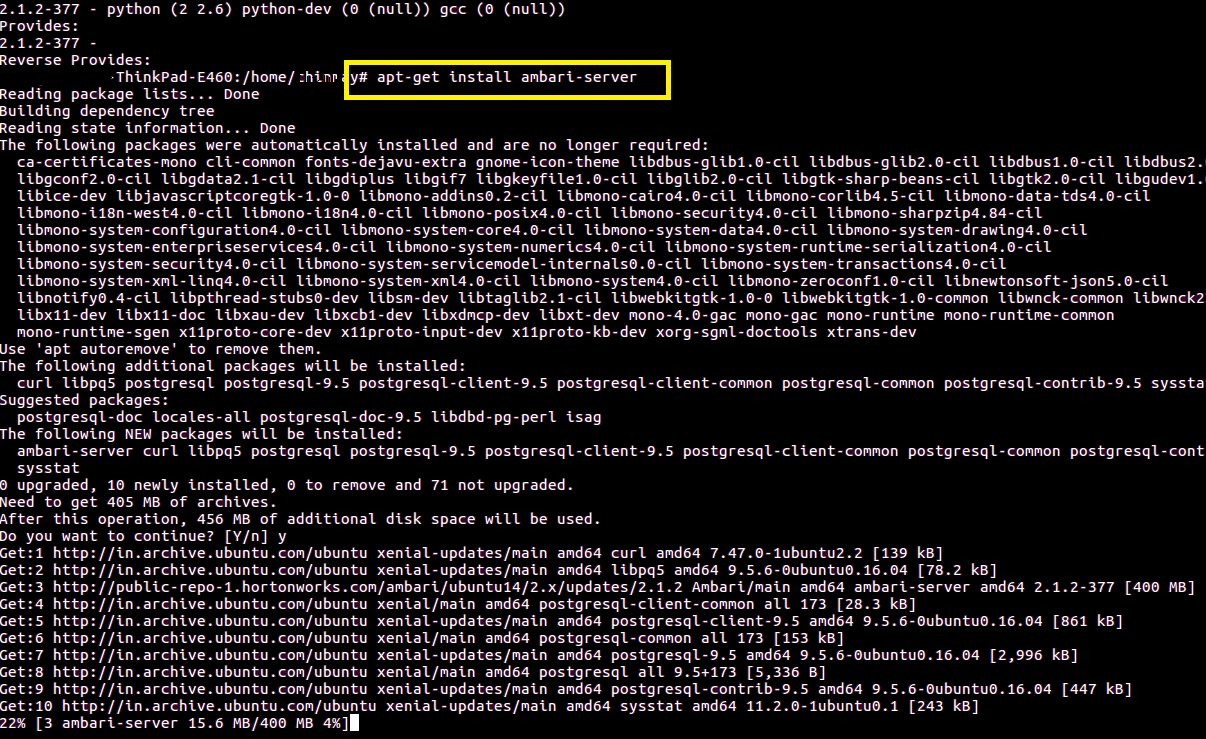 2.1.2-377 - python (2 2.6) python-dev (0 (null)) gcc (0 (null))
Provides:
2.1.2-377 -
Reverse Provides:
-ThinkPad-E460:/home/chinmay# apt-get install ambari-server
Reading package lists... Done
Building dependency tree
Reading state information... Done
The following packages were automatically installed and are no longer required:
  ca-certificates-mono cli-common fonts-dejavu-extra gnome-icon-theme libdbus-glib1.0-cil libdbus-glib2.0-cil libdbus1.0-cil libdbus2.
  libgconf2.0-cil libgdata2.1-cil libgdiplus libgif7 libgkeyfile1.0-cil libglib2.0-cil libgtk-sharp-beans-cil libgtk2.0-cil libgudev1.
  libice-dev libjavascriptcoregtk-1.0-0 libmono-addins0.2-cil libmono-cairo4.0-cil libmono-corlib4.5-cil libmono-data-tds4.0-cil
  libmono-i18n-west4.0-cil libmono-i18n4.0-cil libmono-posix4.0-cil libmono-security4.0-cil libmono-sharpzip4.84-cil
  libmono-system-configuration4.0-cil libmono-system-core4.0-cil libmono-system-data4.0-cil libmono-system-drawing4.0-cil
  libmono-system-enterpriseservices4.0-cil libmono-system-numerics4.0-cil libmono-system-runtime-serialization4.0-cil
  libmono-system-security4.0-cil libmono-system-servicemodel-internals0.0-cil libmono-system-transactions4.0-cil
  libmono-system-xml-linq4.0-cil libmono-system-xml4.0-cil libmono-system4.0-cil libmono-zeroconf1.0-cil libnewtonsoft-json5.0-cil
  libnotify0.4-cil libpthread-stubs0-dev libsm-dev libtaglib2.1-cil libwebkitgtk-1.0-0 libwebkitgtk-1.0-common libwnck-common libwnck2
  libx11-dev libx11-doc libxau-dev libxcb1-dev libxdmcp-dev libxt-dev mono-4.0-gac mono-gac mono-runtime mono-runtime-common
  mono-runtime-sgen x11proto-core-dev x11proto-input-dev x11proto-kb-dev xorg-sgml-doctools xtrans-dev
Use 'apt autoremove' to remove them.
The following additional packages will be installed:
  curl libpq5 postgresql postgresql-9.5 postgresql-client-9.5 postgresql-client-common postgresql-common postgresql-contrib-9.5 syssta
Suggested packages:
  postgresql-doc locales-all postgresql-doc-9.5 libdbd-pg-perl isag
The following NEW packages will be installed:
  ambari-server curl libpq5 postgresql postgresql-9.5 postgresql-client-9.5 postgresql-client-common postgresql-common postgresql-cont
  sysstat
0 upgraded, 10 newly installed, 0 to remove and 71 not upgraded.
Need to get 405 MB of archives.
After this operation, 456 MB of additional disk space will be used.
Do you want to continue? [Y/n] y
Get:1 http://in.archive.ubuntu.com/ubuntu xenial-updates/main amd64 curl amd64 7.47.0-1ubuntu2.2 [139 kB]
Get:2 http://in.archive.ubuntu.com/ubuntu xenial-updates/main amd64 libpq5 amd64 9.5.6-0ubuntu0.16.04 [78.2 kB]
Get:3 http://public-repo-1.hortonworks.com/ambari/ubuntu14/2.x/updates/2.1.2 Ambari/main amd64 ambari-server amd64 2.1.2-377 [400 MB]
Get:4 http://in.archive.ubuntu.com/ubuntu xenial/main amd64 postgresql-client-common all 173 [28.3 kB]
Get:5 http://in.archive.ubuntu.com/ubuntu xenial-updates/main amd64 postgresql-client-9.5 amd64 9.5.6-0ubuntu0.16.04 [861 kB]
Get:6 http://in.archive.ubuntu.com/ubuntu xenial/main amd64 postgresql-common all 173 [153 kB]
Get:7 http://in.archive.ubuntu.com/ubuntu xenial-updates/main amd64 postgresql-9.5 amd64 9.5.6-0ubuntu0.16.04 [2,996 kB]
Get:8 http://in.archive.ubuntu.com/ubuntu xenial/main amd64 postgresql all 9.5+173 [5,336 B]
Get:9 http://in.archive.ubuntu.com/ubuntu xenial-updates/main amd64 postgresql-contrib-9.5 amd64 9.5.6-0ubuntu0.16.04 [447 kB]
Get:10 http://in.archive.ubuntu.com/ubuntu xenial-updates/main amd64 sysstat amd64 11.2.0-1ubuntu0.1 [243 kB]
22% [3 ambari-server 15.6 MB/400 MB 4%]